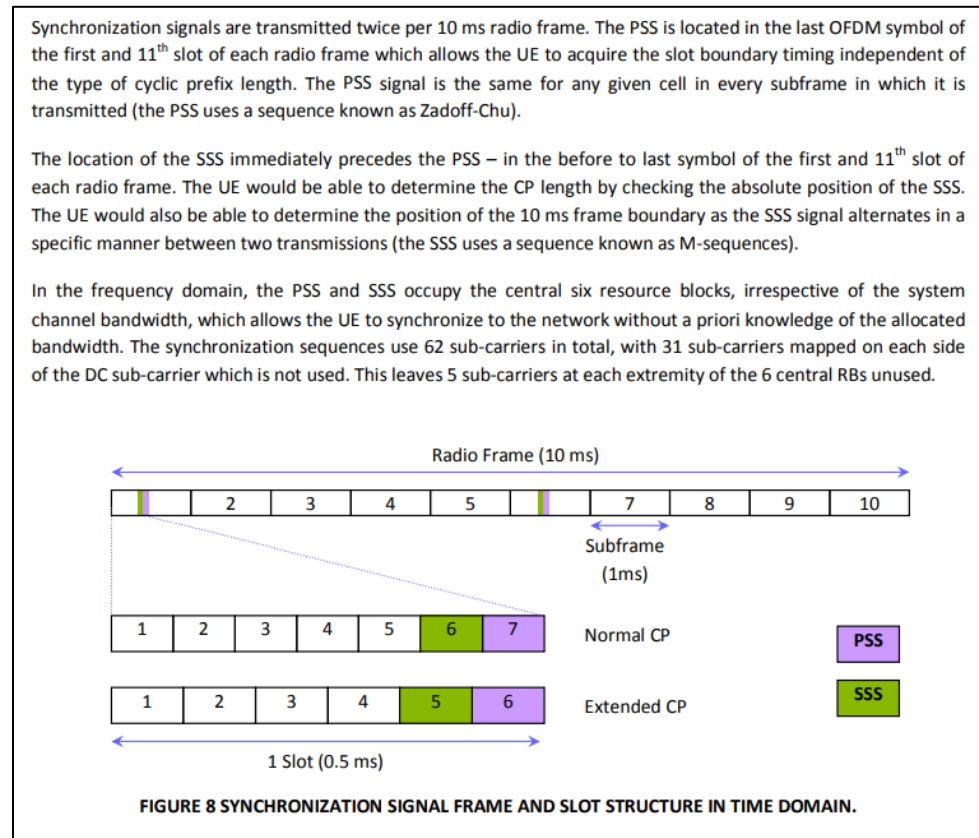 Synchronization signals are transmitted twice per 10 ms radio frame. The PSS is located in the last OFDM symbol of
the first and 11th slot of each radio frame which allows the UE to acquire the slot boundary timing independent of
the type of cyclic prefix length. The PSS signal is the same for any given cell in every subframe in which it is
transmitted (the PSS uses a sequence known as Zadoff-Chu).
The location of the SSS immediately precedes the PSS – in the before to last symbol of the first and 11th slot of
each radio frame. The UE would be able to determine the CP length by checking the absolute position of the SSS.
The UE would also be able to determine the position of the 10 ms frame boundary as the SSS signal alternates in a
specific manner between two transmissions (the SSS uses a sequence known as M-sequences).
In the frequency domain, the PSS and SSS occupy the central six resource blocks, irrespective of the system
channel bandwidth, which allows the UE to synchronize to the network without a priori knowledge of the allocated
bandwidth. The synchronization sequences use 62 sub-carriers in total, with 31 sub-carriers mapped on each side
of the DC sub-carrier which is not used. This leaves 5 sub-carriers at each extremity of the 6 central RBs unused.
Radio Frame (10 ms)
2 3 4 5 7 8 9 10
Subframe
(1ms)
1 2 3 4 5 6 7 Normal CP PSS
1 2 3 4 5 6 Extended CP SSS
1 Slot (0.5 ms)
FIGURE 8 SYNCHRONIZATION SIGNAL FRAME AND SLOT STRUCTURE IN TIME DOMAIN.